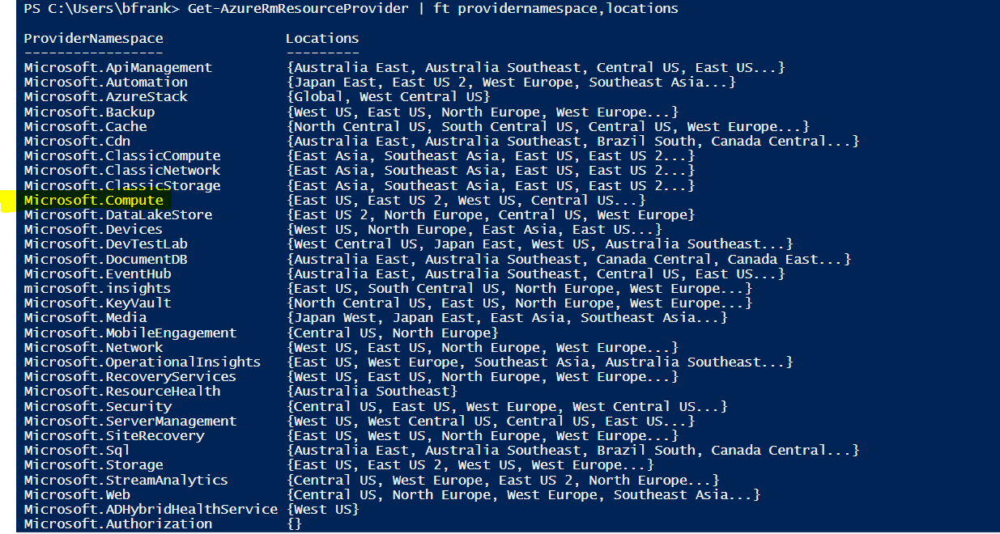 PS C:\Users\bfrank> Get-AzureRmResourceProvider | ft providernamespace,locations
ProviderNamespace Locations
----------------- ---------
Microsoft.ApiManagement {Australia East, Australia Southeast, Central US, East US...}
Microsoft.Automation {Japan East, East US 2, West Europe, Southeast Asia...}
Microsoft.AzureStack {Global, West Central US}
Microsoft.Backup {West US, East US, North Europe, West Europe...}
Microsoft.Cache {North Central US, South Central US, Central US, West Europe...}
Microsoft.Cdn {Australia East, Australia Southeast, Brazil South, Canada Central...}
Microsoft.ClassicCompute {East Asia, Southeast Asia, East US, East US 2...}
Microsoft.ClassicNetwork {East Asia, Southeast Asia, East US, East US 2...}
Microsoft.ClassicStorage {East Asia, Southeast Asia, East US, East US 2...}
Microsoft.Compute {East US, East US 2, West US, Central US...}
Microsoft.DataLakeStore {East US 2, North Europe, Central US, West Europe}
Microsoft.Devices {West US, North Europe, East Asia, East US...}
Microsoft.DevTestLab {West Central US, Japan East, West US, Australia Southeast...}
Microsoft.DocumentDB {Australia East, Australia Southeast, Canada Central, Canada East...}
Microsoft.EventHub {Australia East, Australia Southeast, Central US, East US...}
microsoft.insights {East US, South Central US, North Europe, West Europe...}
Microsoft.KeyVault {North Central US, East US, North Europe, West Europe...}
Microsoft.Media {Japan West, Japan East, East Asia, Southeast Asia...}
Microsoft.MobileEngagement {Central US, North Europe}
Microsoft.Network {West US, East US, North Europe, West Europe...}
Microsoft.OperationalInsights {East US, West Europe, Southeast Asia, Australia Southeast...}
Microsoft.RecoveryServices {West US, East US, North Europe, West Europe...}
Microsoft.ResourceHealth {Australia Southeast}
Microsoft.Security {Central US, East US, West Europe, West Central US...}
Microsoft.ServerManagement {West US, West Central US, Central US, East US...}
Microsoft.SiteRecovery {East US, West US, North Europe, West Europe...}
Microsoft.Sql {Australia East, Australia Southeast, Brazil South, Canada Central...}
Microsoft.Storage {East US, East US 2, West US, West Europe...}
Microsoft.StreamAnalytics {Central US, West Europe, East US 2, North Europe...}
Microsoft.Web {Central US, North Europe, West Europe, Southeast Asia...}
Microsoft.ADHybridHealthService {West US}
Microsoft.Authorization {}